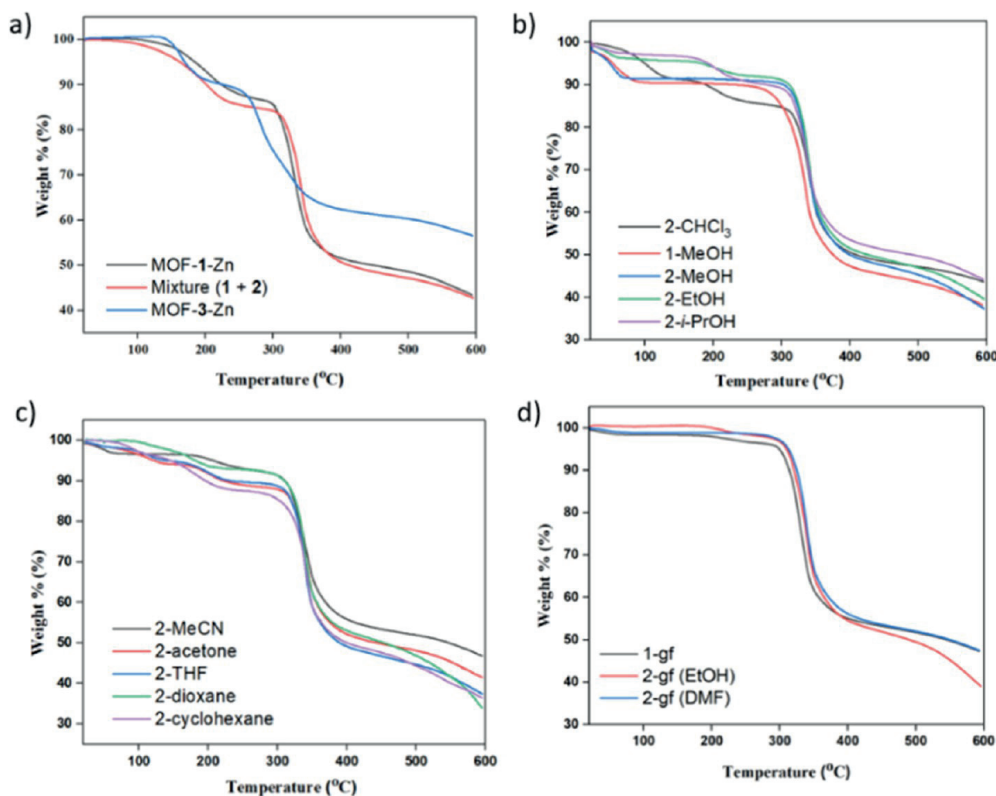 a)
Weight % (%)
100
90
80
70
60
50
40
MOF-1-Zn
Mixture (1 + 2)
MOF-3-Zn
100 200 300 400 500 600
Temperature (°C)
b)
Weight % (%)
100
90
80
70
60
50
40
30
2-CHCl₃
1-MeOH
2-MeOH
2-EtOH
2-i-PrOH
100 200 300 400 500 600
Temperature (°C)
c)
Weight % (%)
100
90
80
70
60
50
40
30
2-MeCN
2-acetone
2-THF
2-dioxane
2-cyclohexane
100 200 300 400 500 600
Temperature (°C)
d)
Weight % (%)
100
90
80
70
60
50
40
30
1-gf
2-gf (EtOH)
2-gf (DMF)
100 200 300 400 500 600
Temperature (°C)